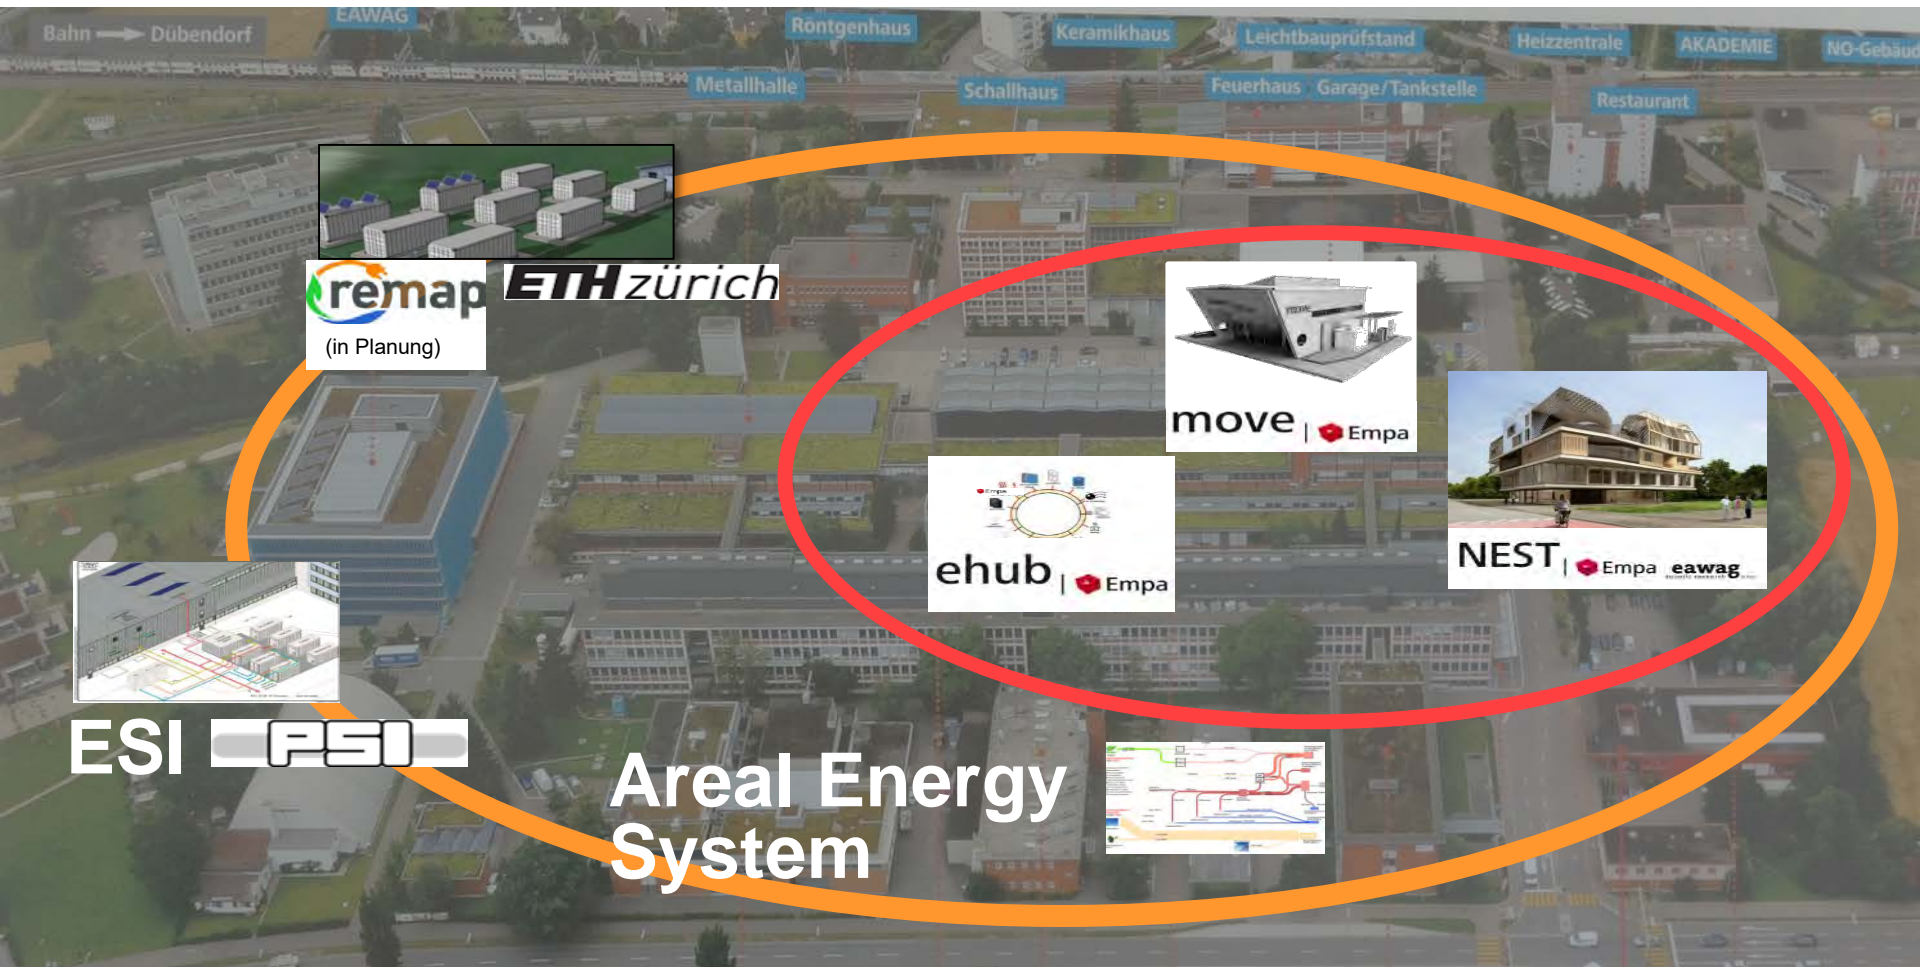 EAWAG
Bahn → Dübendorf
Röntgenhaus
Keramikhaus
Leichtbauprüfstand
Heizzentrale
AKADEMIE
NO-Gebäud
Metallhalle
Schallhaus
Feuerhaus
Garage/Tankstelle
Restaurant
remap
(in Planung)
ETH zürich
move | Empa
Empa
ehub | Empa
NEST | Empa eawag
ESI PSI
Areal Energy
System